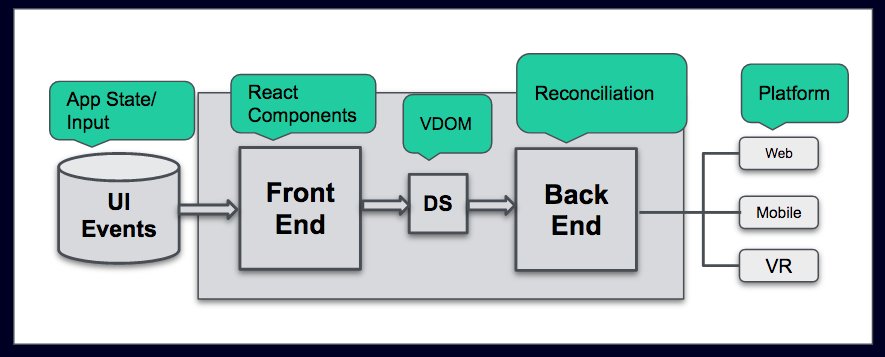 App State/
Input
React
Components
VDOM
Reconciliation
Platform
UI
Events
Front
End
DS
Back
End
Web
Mobile
VR